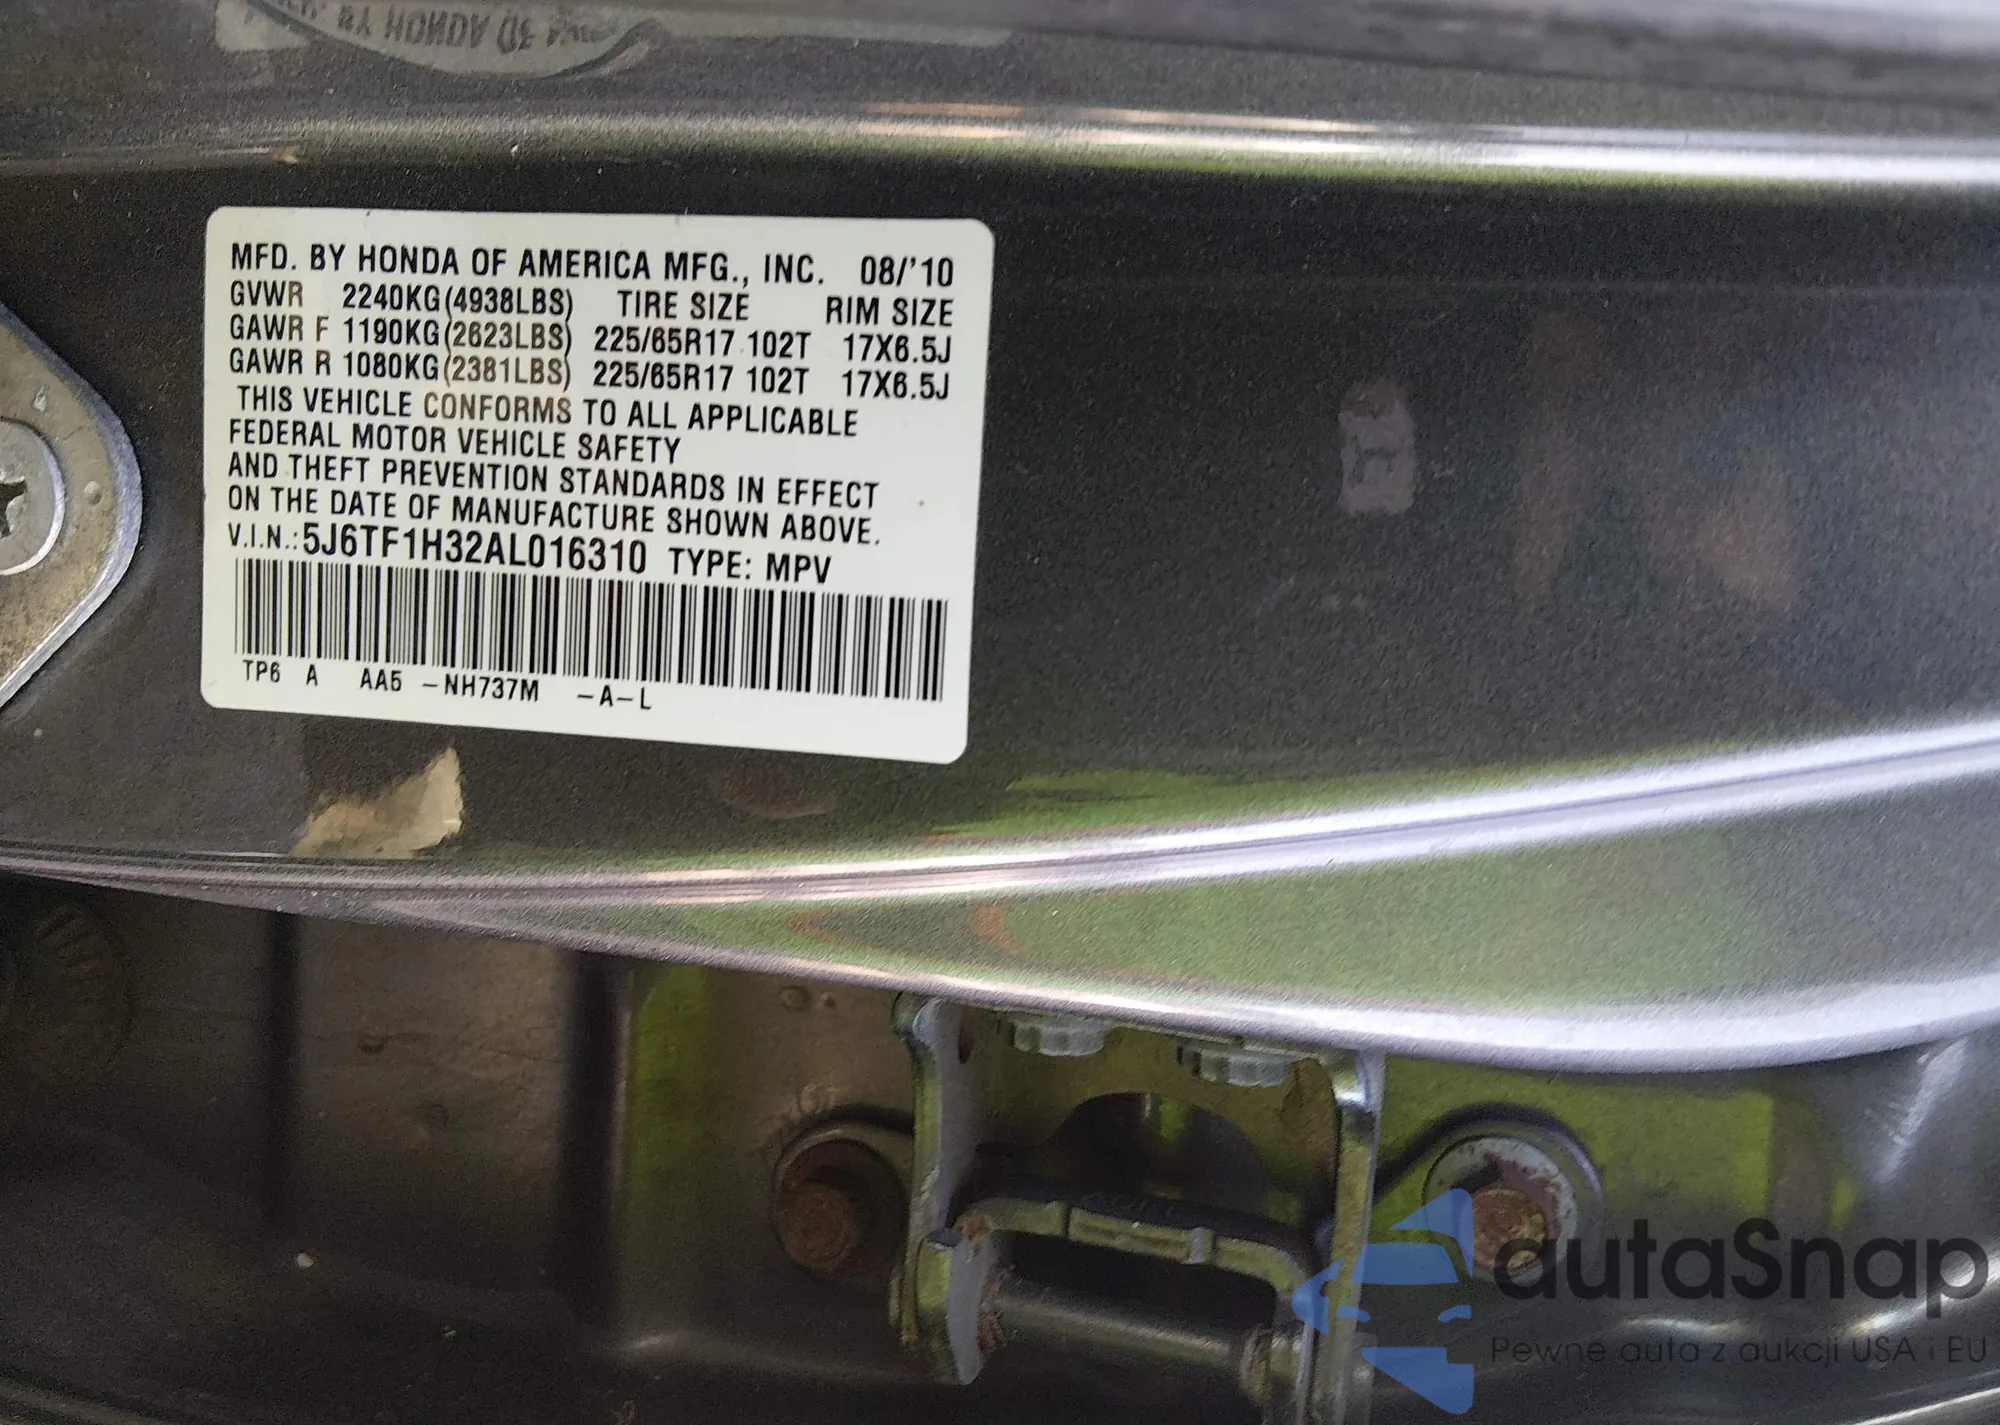 MFD. BY HONDA OF AMERICA MFG., INC. 08/'10
GVWR 2240KG(4938LBS) TIRE SIZE RIM SIZE
GAWR F 1190KG(2623LBS) 225/65R17 102T 17X6.5J
GAWR R 1080KG(2381LBS) 225/65R17 102T 17X6.5J
THIS VEHICLE CONFORMS TO ALL APPLICABLE
FEDERAL MOTOR VEHICLE SAFETY
AND THEFT PREVENTION STANDARDS IN EFFECT
ON THE DATE OF MANUFACTURE SHOWN ABOVE.
V.I.N.:5J6TF1H32AL016310 TYPE: MPV
TP6 A AA5 -NH737M -A-L
autaSnap
Pewne auta z aukcji USA i EU